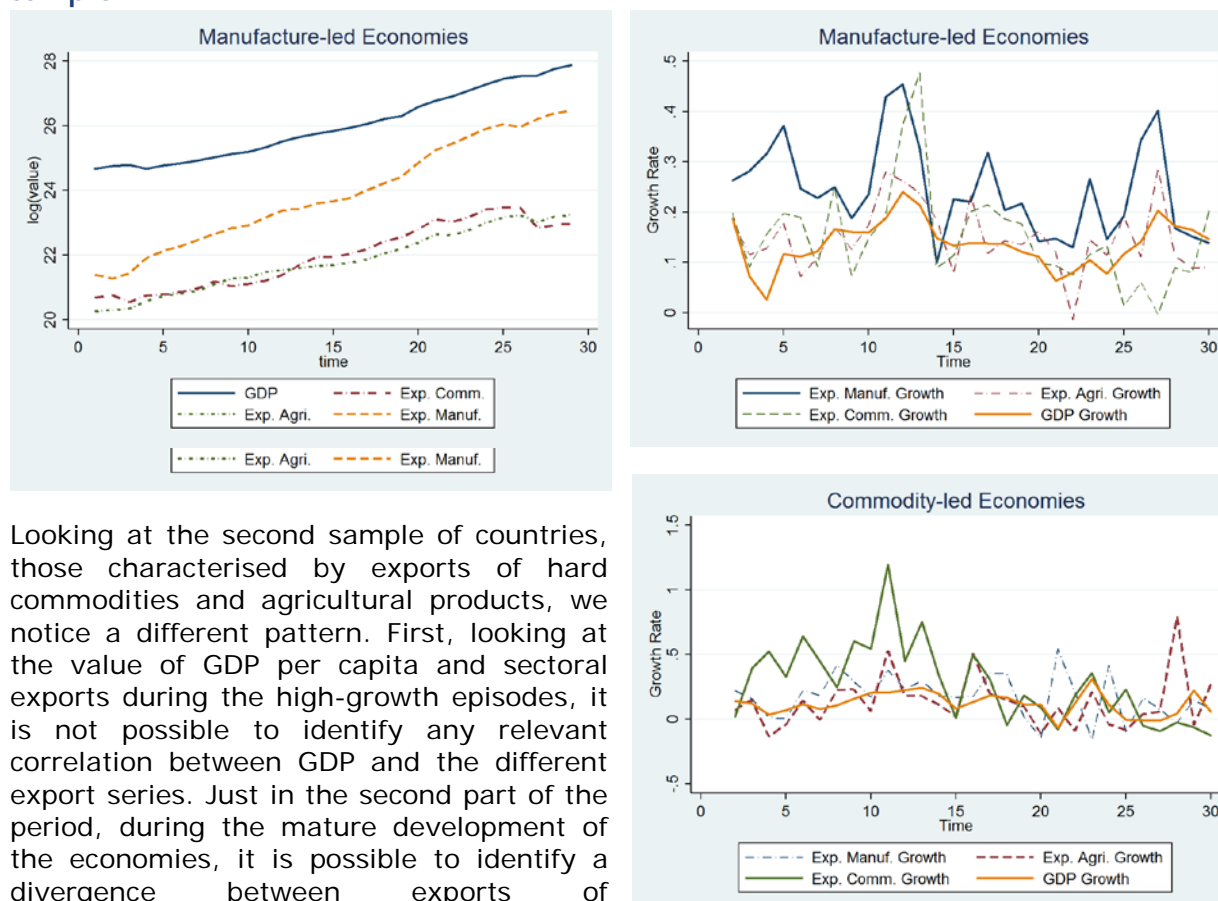 Manufacture-led Economies
log(value)
28
26
24
22
20
0 5 10 15 20 25 30
time
GDP Exp. Comm.
Exp. Agri. Exp. Manuf.
Exp. Agri. Exp. Manuf.
Manufacture-led Economies
Growth Rate
.5
.4
.3
.2
.1
0
0 5 10 15 20 25 30
Time
Exp. Manuf. Growth Exp. Agri. Growth
Exp. Comm. Growth GDP Growth
Looking at the second sample of countries,
those characterised by exports of hard
commodities and agricultural products, we
notice a different pattern. First, looking at
the value of GDP per capita and sectoral
exports during the high-growth episodes, it
is not possible to identify any relevant
correlation between GDP and the different
export series. Just in the second part of the
period, during the mature development of
the economies, it is possible to identify a
divergence between exports of
Commodity-led Economies
Growth Rate
1.5
1
.5
0
-.5
0 5 10 15 20 25 30
Time
Exp. Manuf. Growth Exp. Agri. Growth
Exp. Comm. Growth GDP Growth